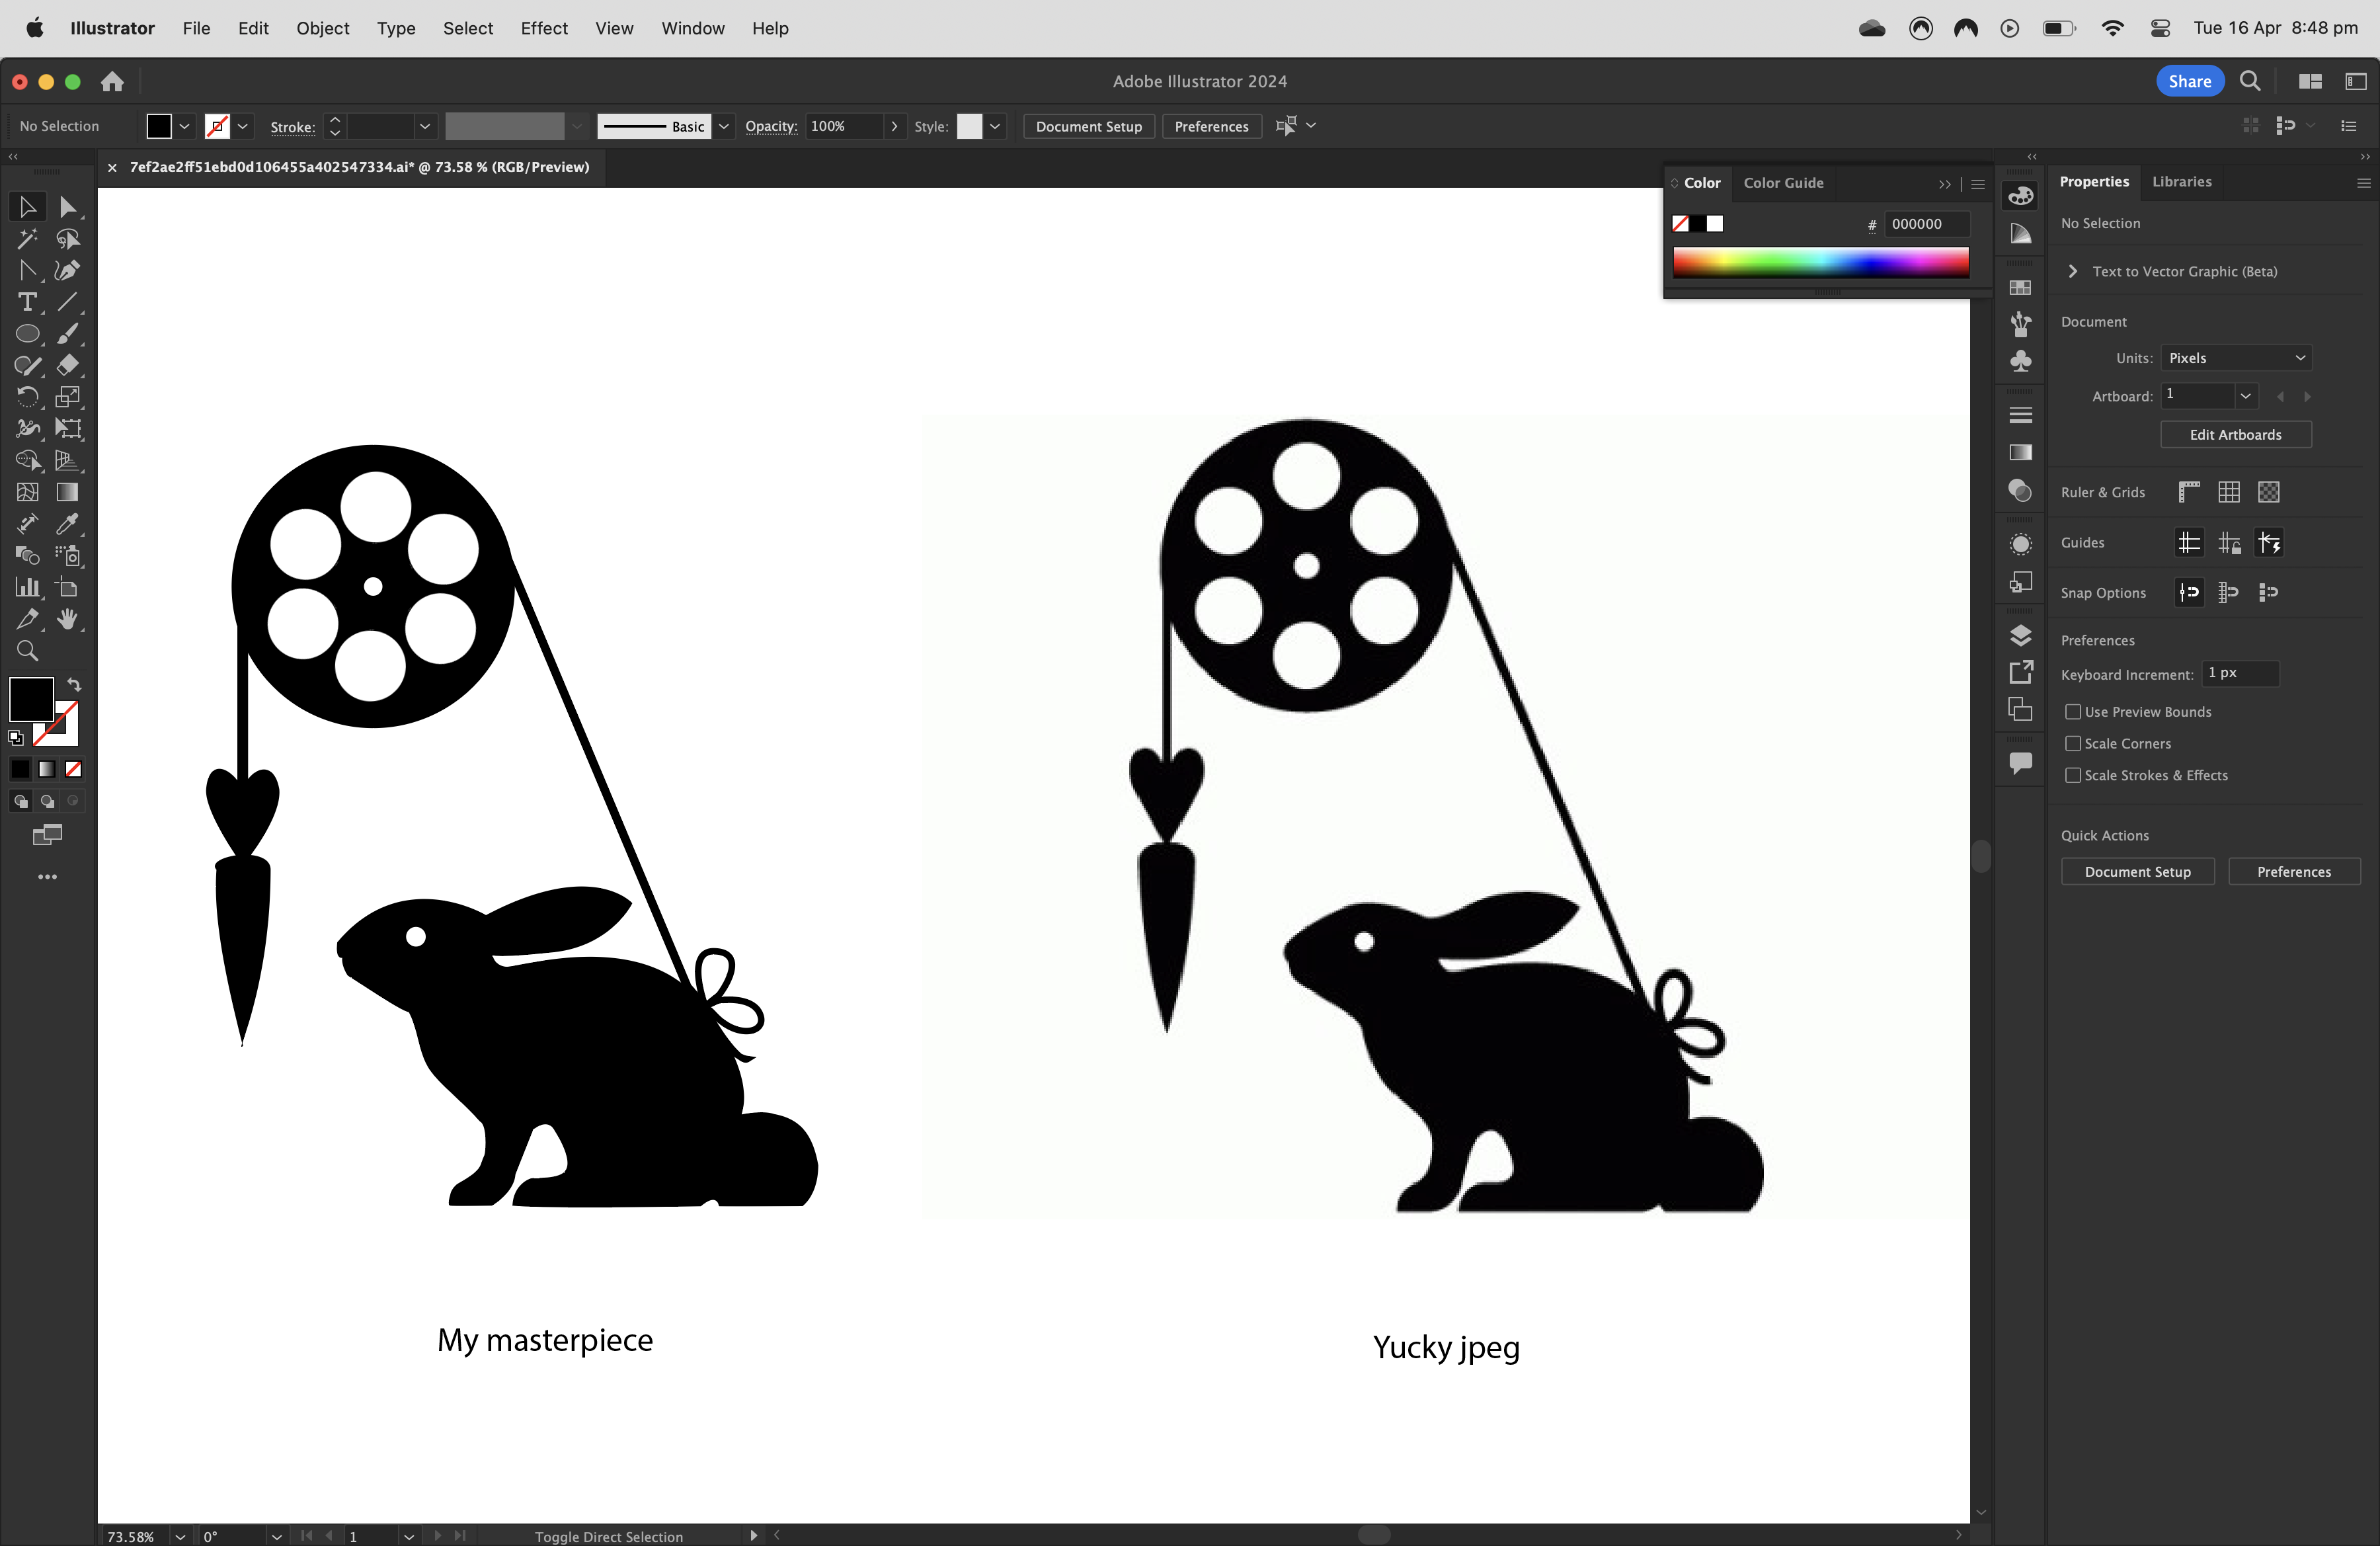 Illustrator File Edit Object Type Select Effect View Window Help Tue 16 Apr 8:48 pm
Adobe Illustrator 2024 Share
No Selection Stroke: Basic Opacity: 100% Style: Document Setup Preferences
7ef2ae2ff51ebd0d106455a402547334.ai* @ 73.58 % (RGB/Preview)
Color Color Guide
# 000000
Properties Libraries
No Selection
Text to Vector Graphic (Beta)
Document
Units: Pixels
Artboard: 1
Edit Artboards
Ruler & Grids
Guides
Snap Options
Preferences
Keyboard Increment: 1 px
Use Preview Bounds
Scale Corners
Scale Strokes & Effects
Quick Actions
Document Setup Preferences
My masterpiece
Yucky jpeg
73.58% 0° 1 Toggle Direct Selection